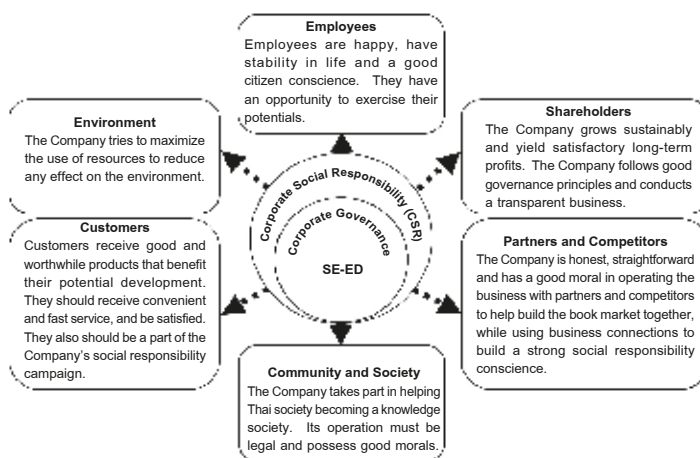 Employees
Employees are happy, have
stability in life and a good
citizen conscience. They have
an opportunity to exercise their
potentials.
Environment
The Company tries to maximize
the use of resources to reduce
any effect on the environment.
Shareholders
The Company grows sustainably
and yield satisfactory long-term
profits. The Company follows good
governance principles and conducts
a transparent business.
Corporate Social Responsibility (CSR)
Corporate Governance
SE-ED
Customers
Customers receive good and
worthwhile products that benefit
their potential development.
They should receive convenient
and fast service, and be satisfied.
They also should be a part of the
Company's social responsibility
campaign.
Partners and Competitors
The Company is honest, straightforward
and has a good moral in operating the
business with partners and competitors
to help build the book market together,
while using business connections to
build a strong social responsibility
conscience.
Community and Society
The Company takes part in helping
Thai society becoming a knowledge
society. Its operation must be
legal and possess good morals.